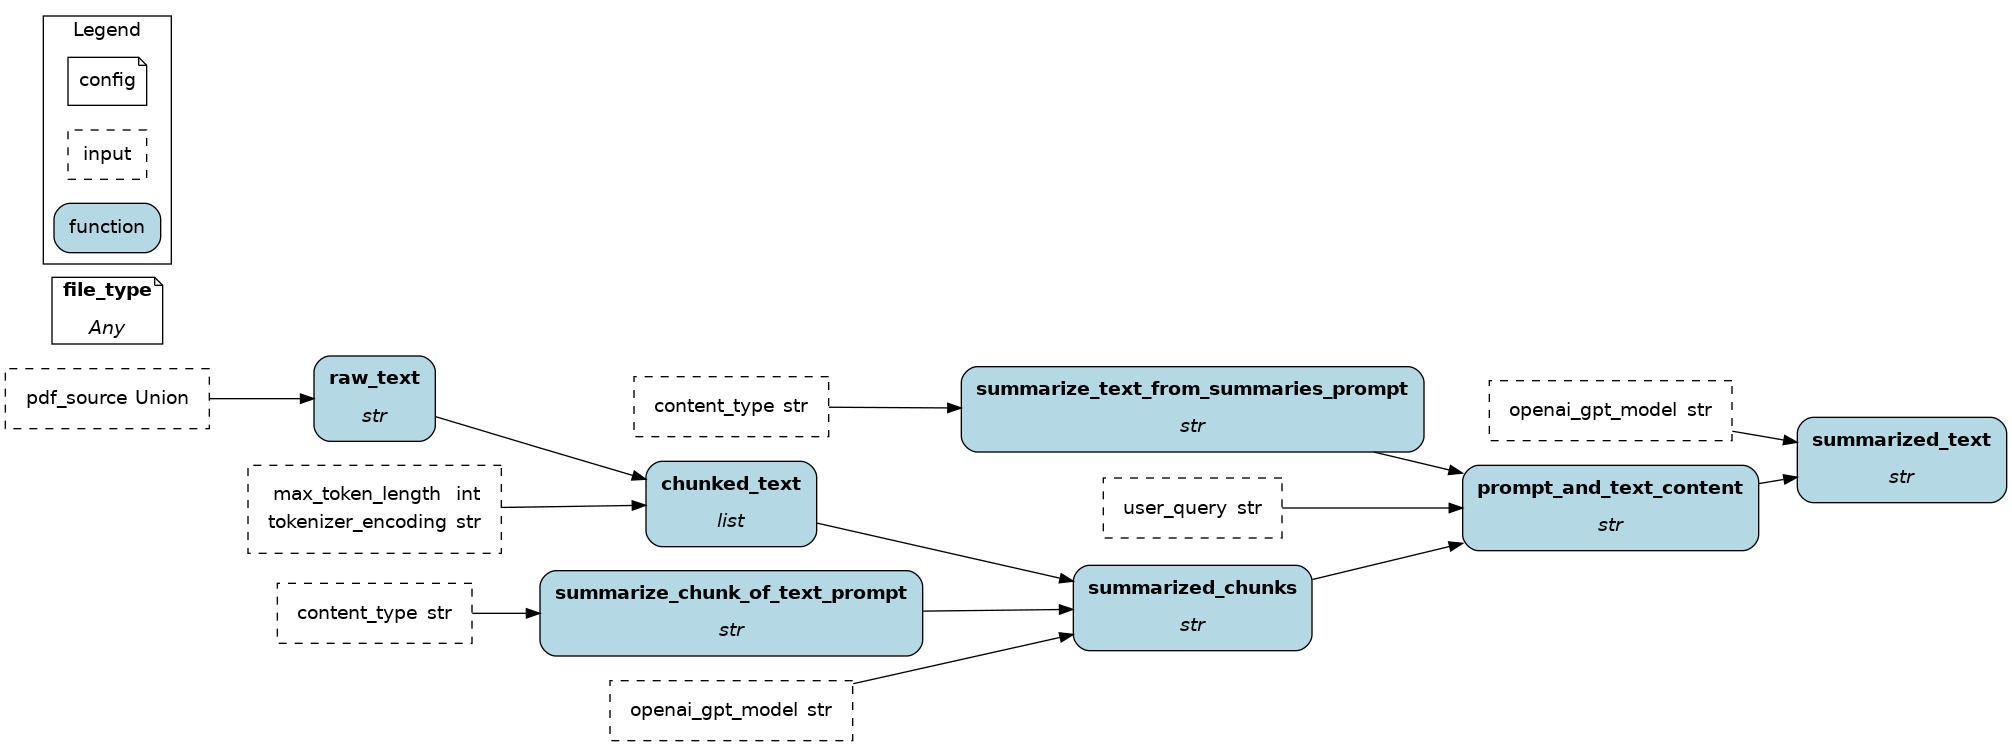 Legend
config
input
function
file_type
Any
pdf_source Union
raw_text
str
max_token_length int
tokenizer_encoding str
content_type str
chunked_text
list
summarize_chunk_of_text_prompt
str
openai_gpt_model str
content_type str
summarize_text_from_summaries_prompt
str
user_query str
summarized_chunks
str
prompt_and_text_content
str
openai_gpt_model str
summarized_text
str